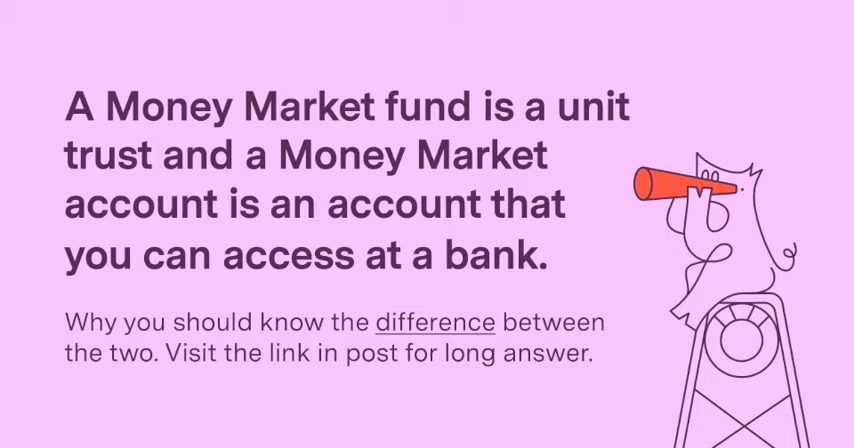 A Money Market fund is a unit
trust and a Money Market
account is an account that
you can access at a bank.
Why you should know the difference between
the two. Visit the link in post for long answer.